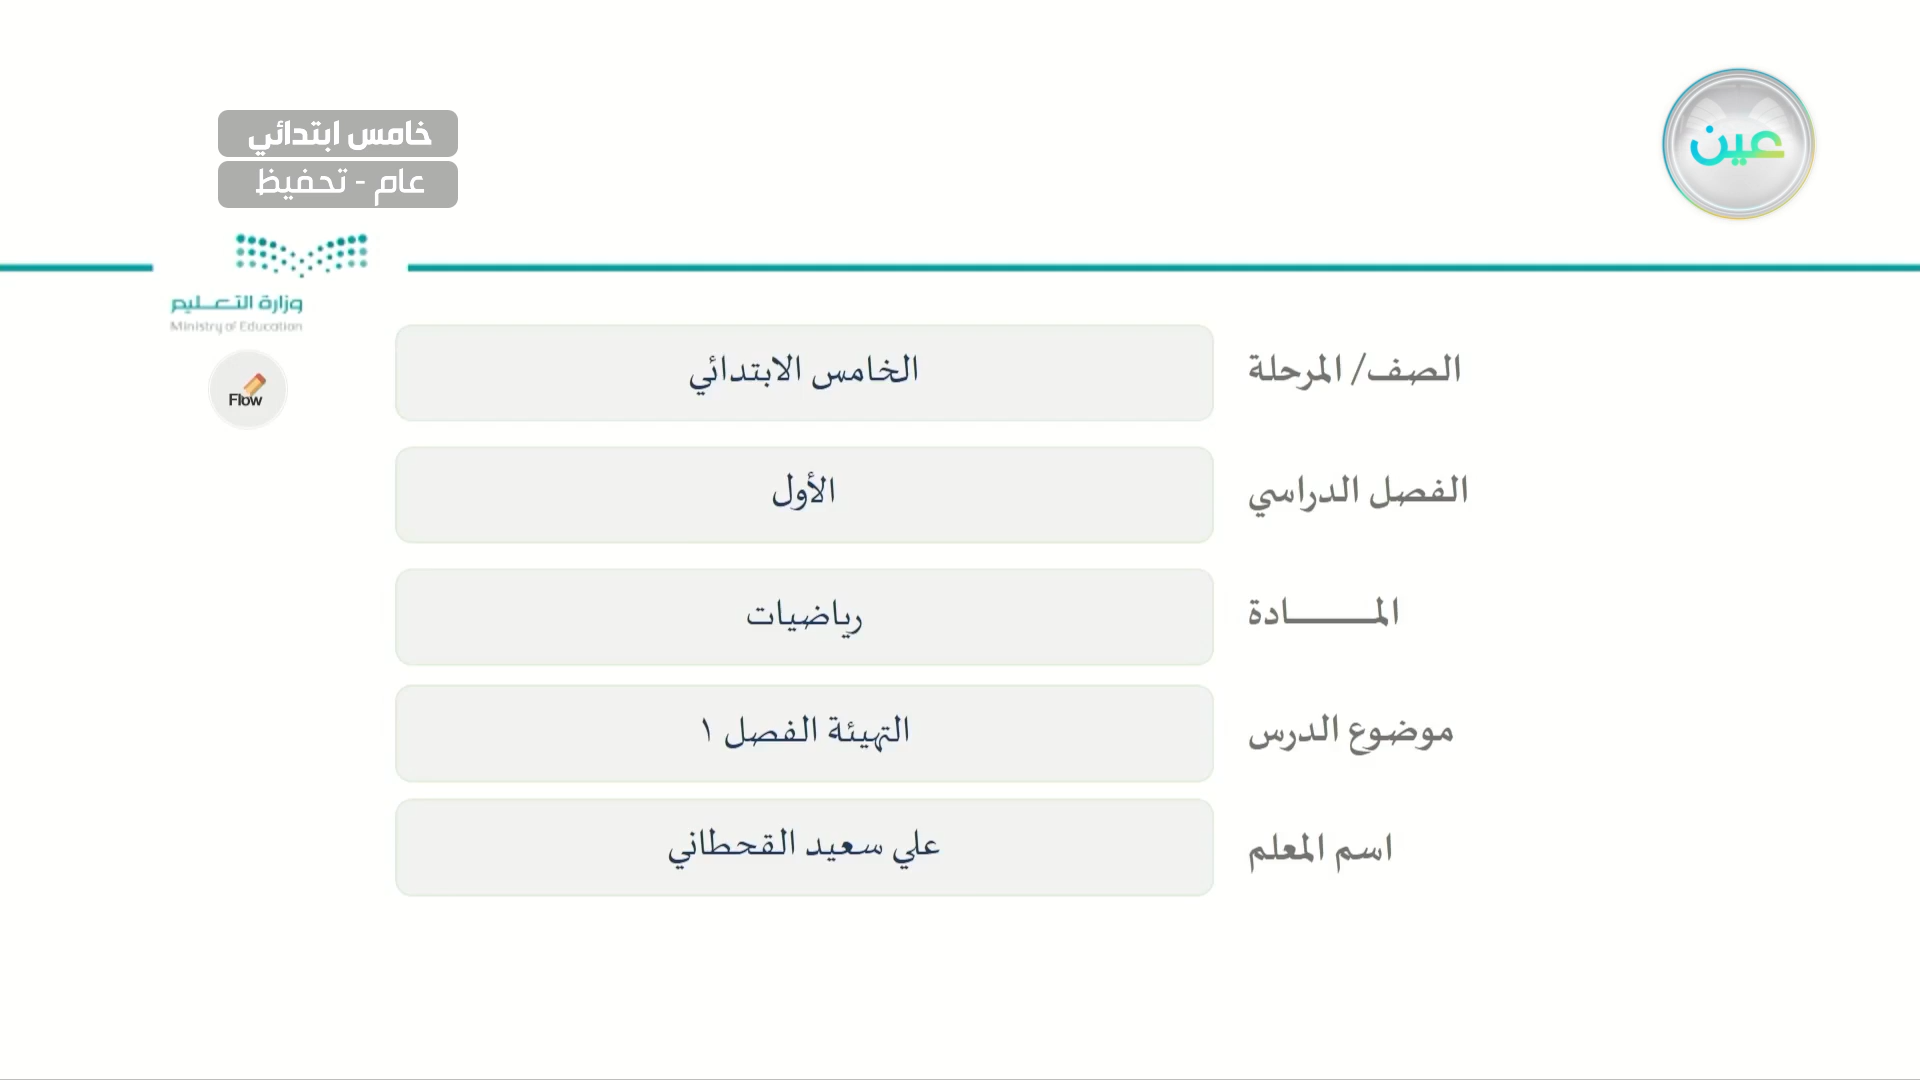 عين
خامس ابتدائي
عام - تحفيظ
وزارة التعليم
Ministry of Education
Flow
الصف/ المرحلة الخامس الابتدائي
الفصل الدراسي الأول
المــــــــادة رياضيات
موضوع الدرس التهيئة الفصل ١
اسم المعلم علي سعيد القحطاني